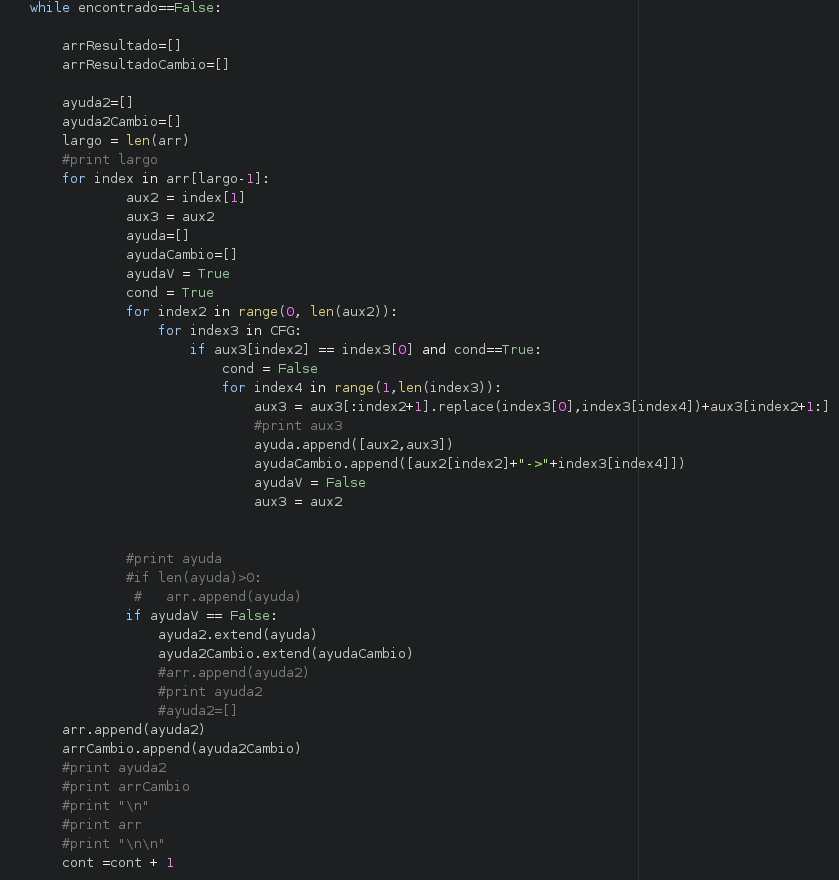 while encontrado==False:
arrResultado=[]
arrResultadoCambio=[]
ayuda2=[]
ayuda2Cambio=[]
largo = len(arr)
#print largo
for index in arr[largo-1]:
aux2 = index[1]
aux3 = aux2
ayuda=[]
ayudaCambio=[]
ayudaV = True
cond = True
for index2 in range(0, len(aux2)):
for index3 in CFG:
if aux3[index2] == index3[0] and cond==True:
cond = False
for index4 in range(1,len(index3)):
aux3 = aux3[:index2+1].replace(index3[0],index3[index4])+aux3[index2+1:]
#print aux3
ayuda.append([aux2,aux3])
ayudaCambio.append([aux2[index2]+"->"+index3[index4]])
ayudaV = False
aux3 = aux2
#print ayuda
#if len(ayuda)>0:
#   arr.append(ayuda)
if ayudaV == False:
ayuda2.extend(ayuda)
ayuda2Cambio.extend(ayudaCambio)
#arr.append(ayuda2)
#print ayuda2
#ayuda2=[]
arr.append(ayuda2)
arrCambio.append(ayuda2Cambio)
#print ayuda2
#print arrCambio
#print "\n"
#print arr
#print "\n\n"
cont =cont + 1